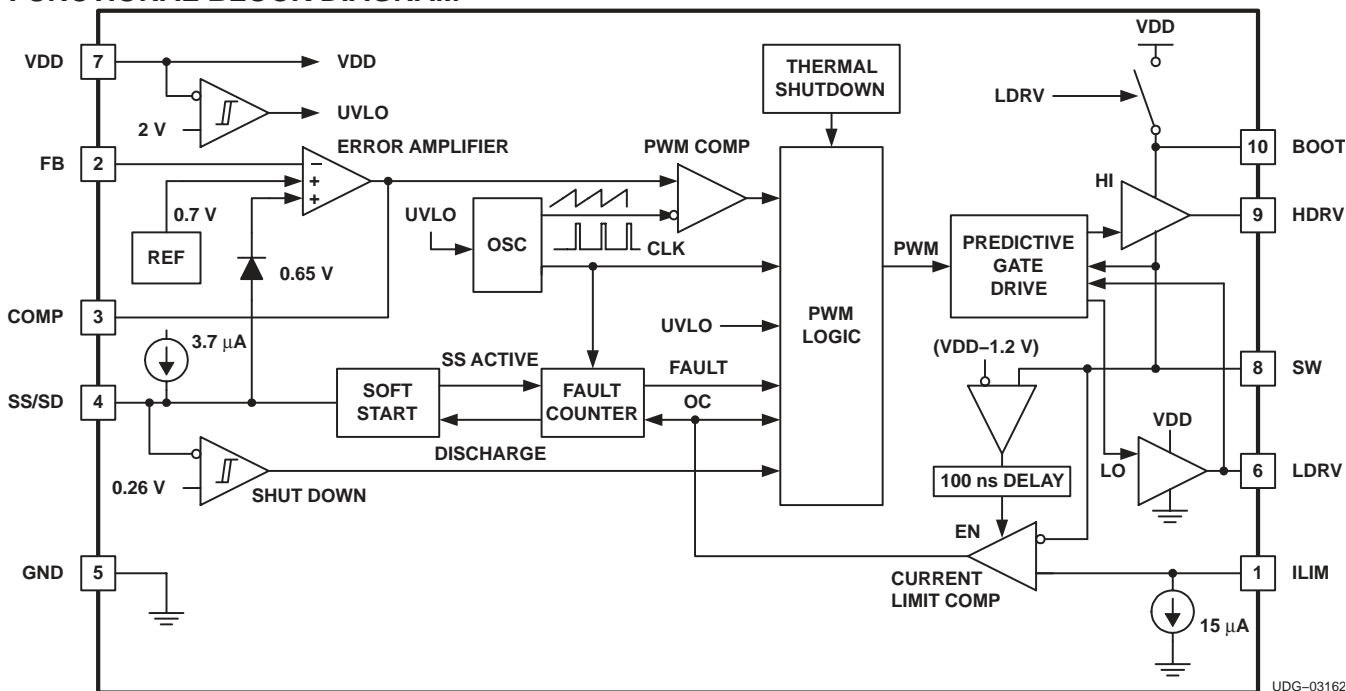 VDD
7
VDD
THERMAL
SHUTDOWN
VDD
LDRV
UVLO
2 V
FB
2
ERROR AMPLIFIER
PWM COMP
10
BOOT
−
+
+
HI
0.7 V
UVLO
OSC
9
HDRV
REF
CLK
PWM
PREDICTIVE
GATE
DRIVE
0.65 V
COMP
3
PWM
LOGIC
UVLO
3.7 µA
(VDD−1.2 V)
SS ACTIVE
FAULT
8
SW
SS/SD
4
SOFT
START
FAULT
COUNTER
OC
VDD
DISCHARGE
LO
6
LDRV
0.26 V
SHUT DOWN
100 ns DELAY
EN
GND
5
CURRENT
LIMIT COMP
1
ILIM
15 µA
UDG−03162